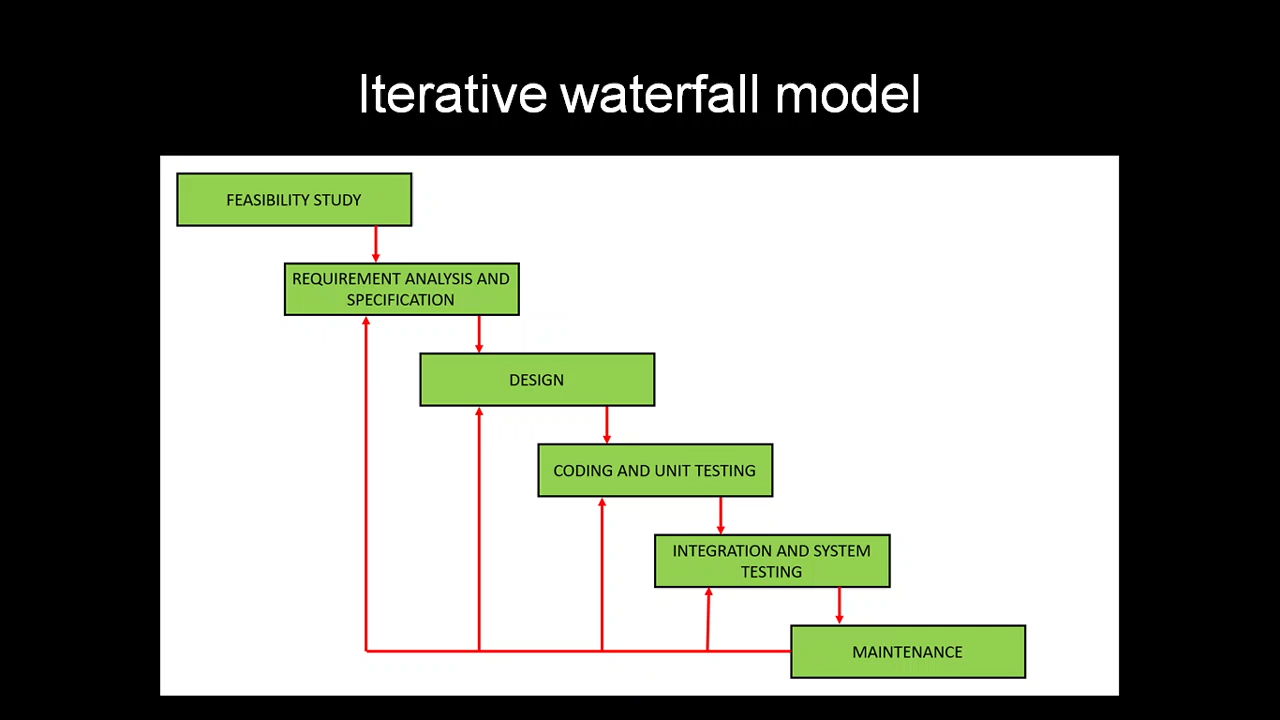 Iterative waterfall model
FEASIBILITY STUDY
REQUIREMENT ANALYSIS AND
SPECIFICATION
DESIGN
CODING AND UNIT TESTING
INTEGRATION AND SYSTEM
TESTING
MAINTENANCE